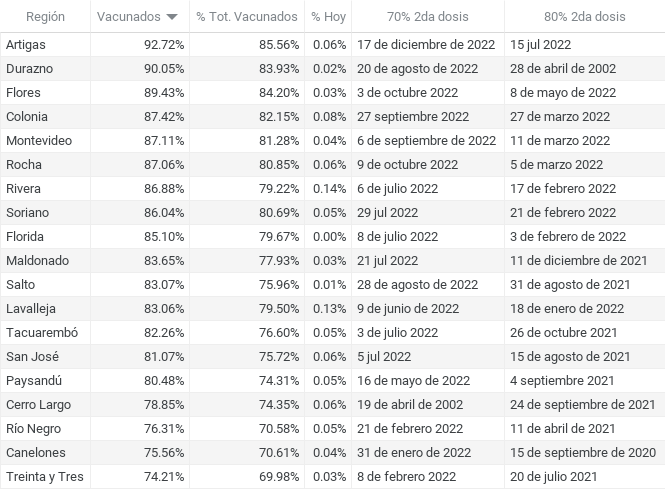 Región Vacunados % Tot. Vacunados % Hoy 70% 2da dosis 80% 2da dosis
Artigas 92.72% 85.56% 0.06% 17 de diciembre de 2022 15 jul 2022
Durazno 90.05% 83.93% 0.02% 20 de agosto de 2022 28 de abril de 2002
Flores 89.43% 84.20% 0.03% 3 de octubre 2022 8 de mayo de 2022
Colonia 87.42% 82.15% 0.08% 27 septiembre 2022 27 de marzo 2022
Montevideo 87.11% 81.28% 0.04% 6 de septiembre de 2022 11 de marzo 2022
Rocha 87.06% 80.85% 0.06% 9 de octubre 2022 5 de marzo 2022
Rivera 86.88% 79.22% 0.14% 6 de julio 2022 17 de febrero 2022
Soriano 86.04% 80.69% 0.05% 29 jul 2022 21 de febrero 2022
Florida 85.10% 79.67% 0.00% 8 de julio 2022 3 de febrero de 2022
Maldonado 83.65% 77.93% 0.03% 21 jul 2022 11 de diciembre de 2021
Salto 83.07% 75.96% 0.01% 28 de agosto de 2022 31 de agosto de 2021
Lavalleja 83.06% 79.50% 0.13% 9 de junio de 2022 18 de enero de 2022
Tacuarembó 82.26% 76.60% 0.05% 3 de julio 2022 26 de octubre 2021
San José 81.07% 75.72% 0.06% 5 jul 2022 15 de agosto de 2021
Paysandú 80.48% 74.31% 0.05% 16 de mayo de 2022 4 septiembre 2021
Cerro Largo 78.85% 74.35% 0.06% 19 de abril de 2002 24 de septiembre de 2021
Río Negro 76.31% 70.58% 0.05% 21 de febrero 2022 11 de abril de 2021
Canelones 75.56% 70.61% 0.04% 31 de enero de 2022 15 de septiembre de 2020
Treinta y Tres 74.21% 69.98% 0.03% 8 de febrero 2022 20 de julio 2021